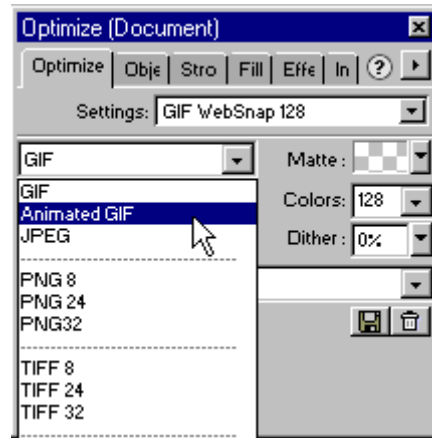 Optimize (Document)
Optimize Obje Stro Fill Effe In ?
Settings: GIF WebSnap 128
GIF Matte:
GIF Colors: 128
Animated GIF
JPEG Dither: 0%
PNG 8
PNG 24
PNG32
TIFF 8
TIFF 24
TIFF 32